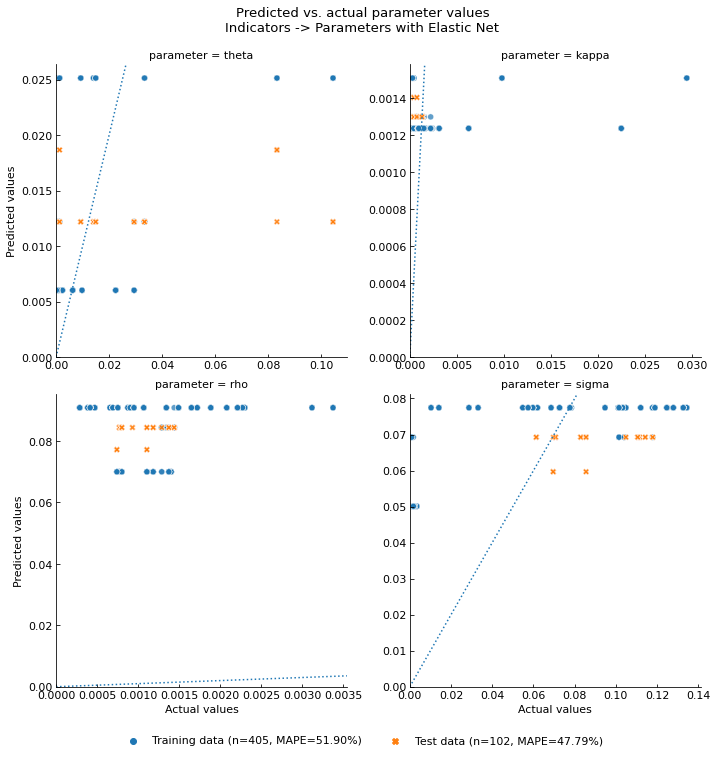 Predicted vs. actual parameter values
Indicators -> Parameters with Elastic Net
parameter = theta
parameter = kappa
0.025
0.020
0.015
0.010
0.005
0.000
Predicted values
0.00 0.02 0.04 0.06 0.08 0.10
0.0014
0.0012
0.0010
0.0008
0.0006
0.0004
0.0002
0.0000
0.000 0.005 0.010 0.015 0.020 0.025 0.030
parameter = rho
parameter = sigma
0.08
0.06
0.04
0.02
0.00
Predicted values
0.0000 0.0005 0.0010 0.0015 0.0020 0.0025 0.0030 0.0035
Actual values
0.08
0.07
0.06
0.05
0.04
0.03
0.02
0.01
0.00
0.00 0.02 0.04 0.06 0.08 0.10 0.12 0.14
Actual values
Training data (n=405, MAPE=51.90%)
Test data (n=102, MAPE=47.79%)